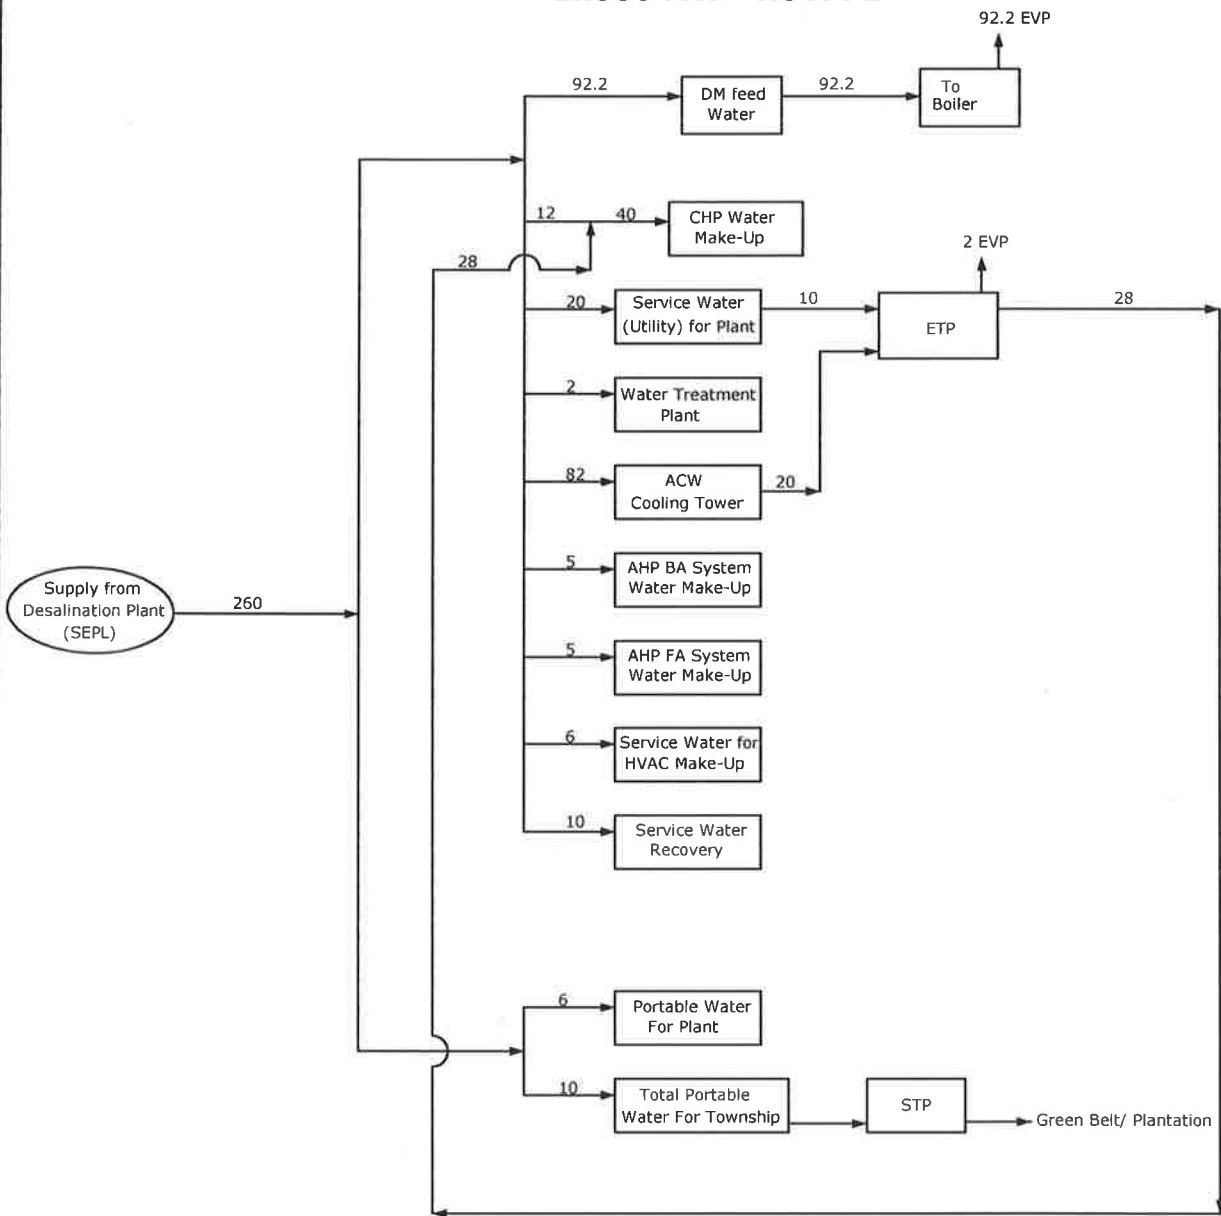 92.2 EVP
92.2
DM feed
Water
92.2
To
Boiler
12
40
CHP Water
Make-Up
28
2 EVP
20
Service Water
(Utility) for Plant
10
ETP
28
2
Water Treatment
Plant
82
ACW
Cooling Tower
20
5
AHP BA System
Water Make-Up
Supply from
Desalination Plant
(SEPL)
260
5
AHP FA System
Water Make-Up
6
Service Water for
HVAC Make-Up
10
Service Water
Recovery
6
Portable Water
For Plant
10
Total Portable
Water For Township
STP
Green Belt/ Plantation